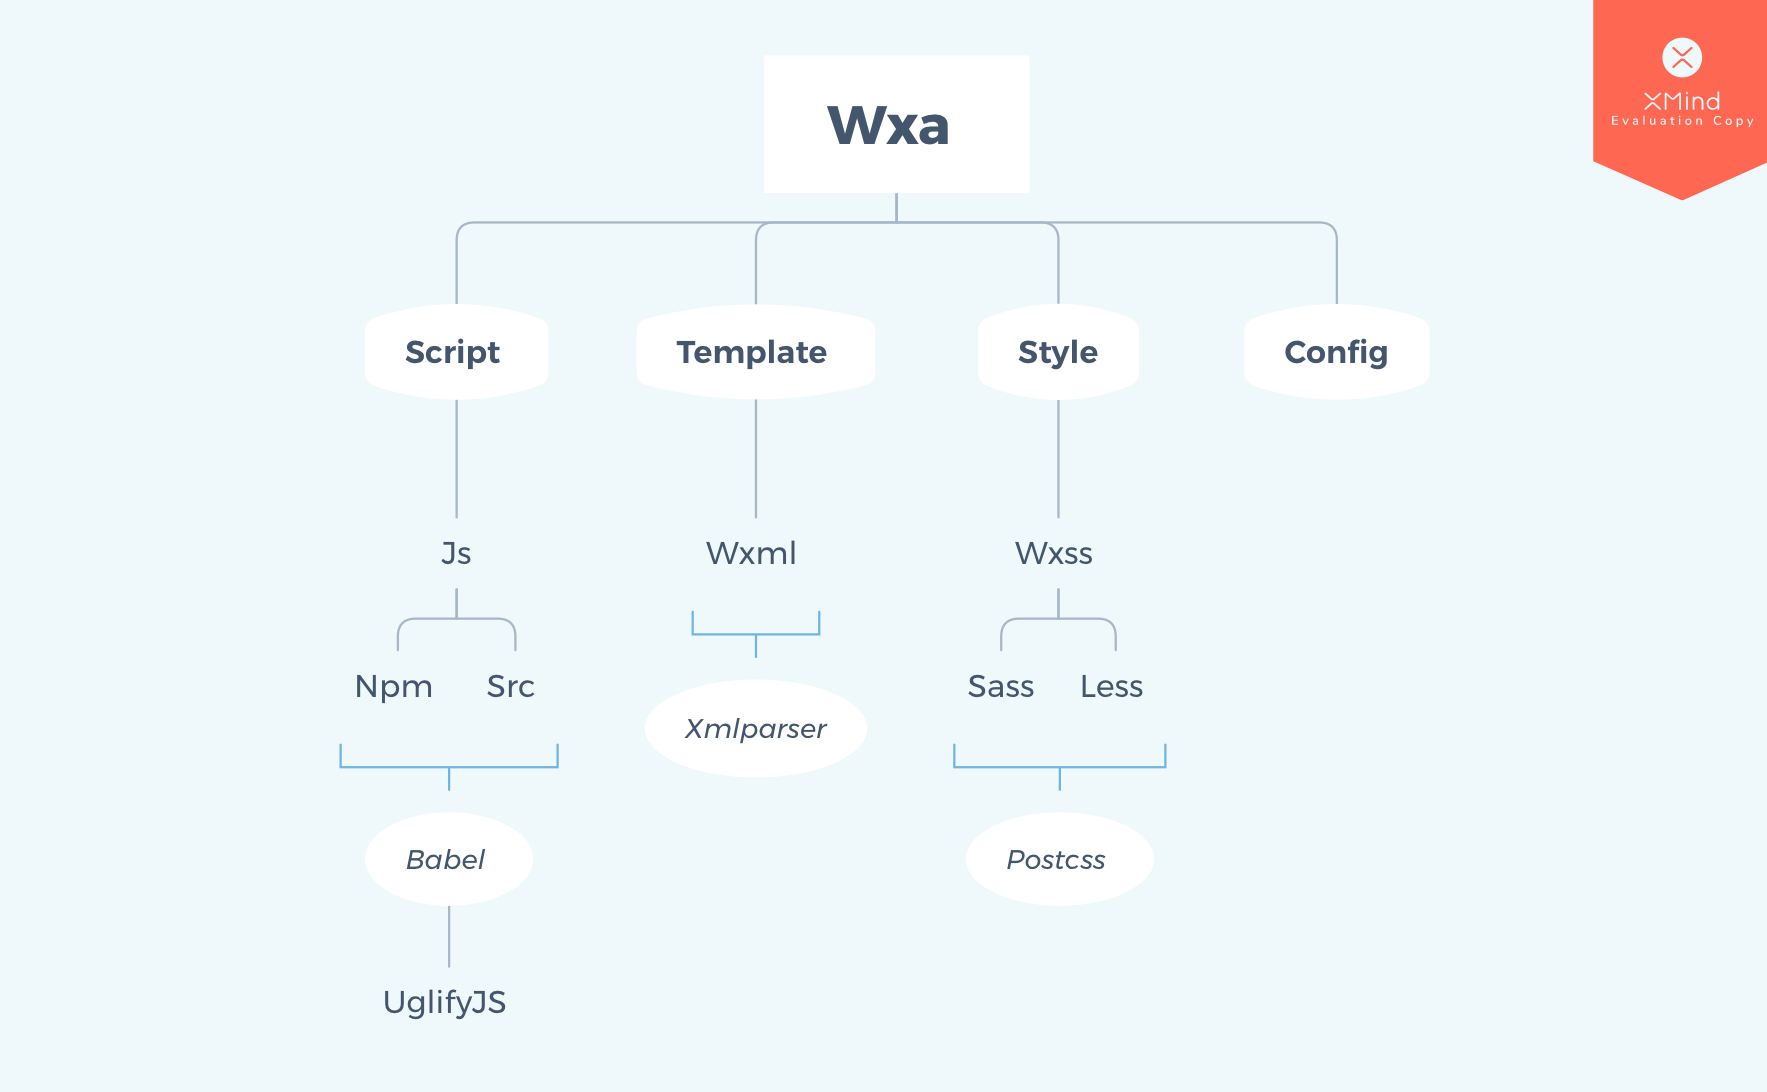 Wxa
XMind
Evaluation Copy
Script
Template
Style
Config
Js
Wxml
Wxss
Npm
Src
Sass
Less
Xmlparser
Babel
Postcss
UglifyJS